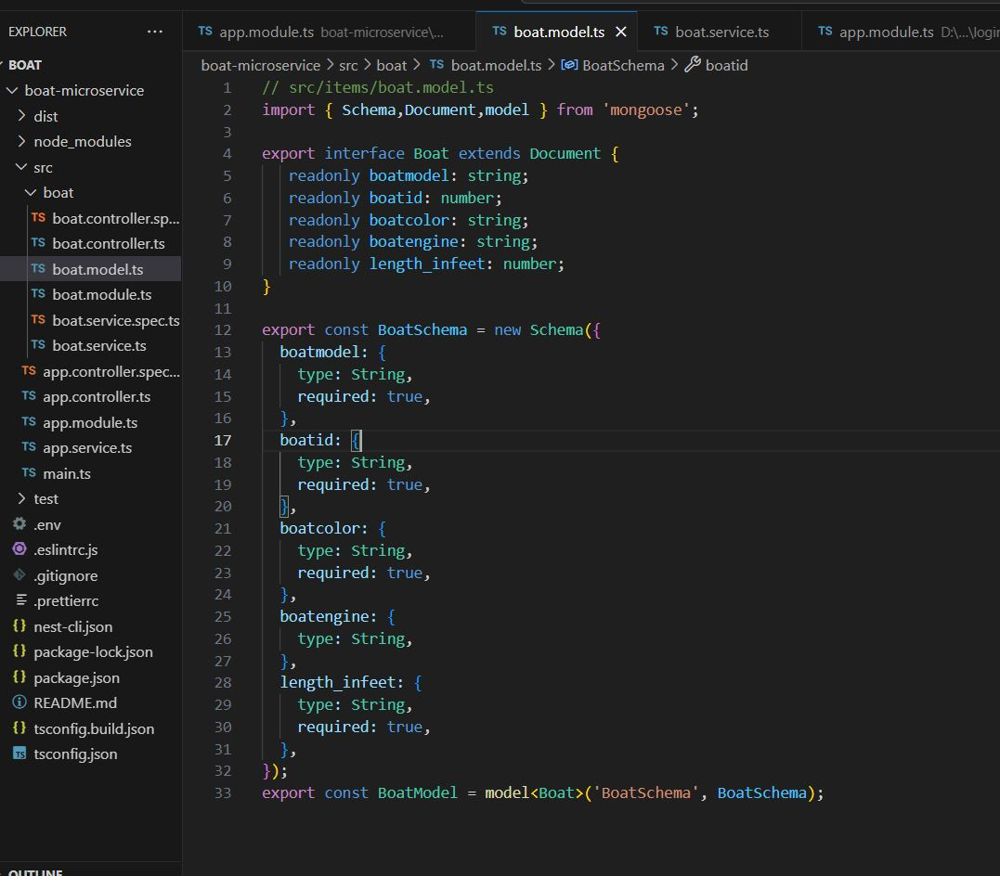 EXPLORER
...
BOAT
boat-microservice
dist
node_modules
src
boat
TS boat.controller.sp...
TS boat.controller.ts
TS boat.model.ts
TS boat.module.ts
TS boat.service.spec.ts
TS boat.service.ts
TS app.controller.spec...
TS app.controller.ts
TS app.module.ts
TS app.service.ts
TS main.ts
test
.env
.eslintrc.js
.gitignore
.prettierrc
{} nest-cli.json
{} package-lock.json
{} package.json
README.md
{} tsconfig.build.json
TS tsconfig.json
OUTLINE
TS app.module.ts boat-microservice\...
TS boat.model.ts ×
TS boat.service.ts
TS app.module.ts D:\...\login
boat-microservice > src > boat > TS boat.model.ts > BoatSchema > boatid
1 // src/items/boat.model.ts
2 import { Schema,Document,model } from 'mongoose';
3
4 export interface Boat extends Document {
5 readonly boatmodel: string;
6 readonly boatid: number;
7 readonly boatcolor: string;
8 readonly boatengine: string;
9 readonly length_infeet: number;
10 }
11
12 export const BoatSchema = new Schema({
13 boatmodel: {
14 type: String,
15 required: true,
16 },
17 boatid: {
18 type: String,
19 required: true,
20 },
21 boatcolor: {
22 type: String,
23 required: true,
24 },
25 boatengine: {
26 type: String,
27 },
28 length_infeet: {
29 type: String,
30 required: true,
31 },
32 });
33 export const BoatModel = model<Boat>('BoatSchema', BoatSchema);